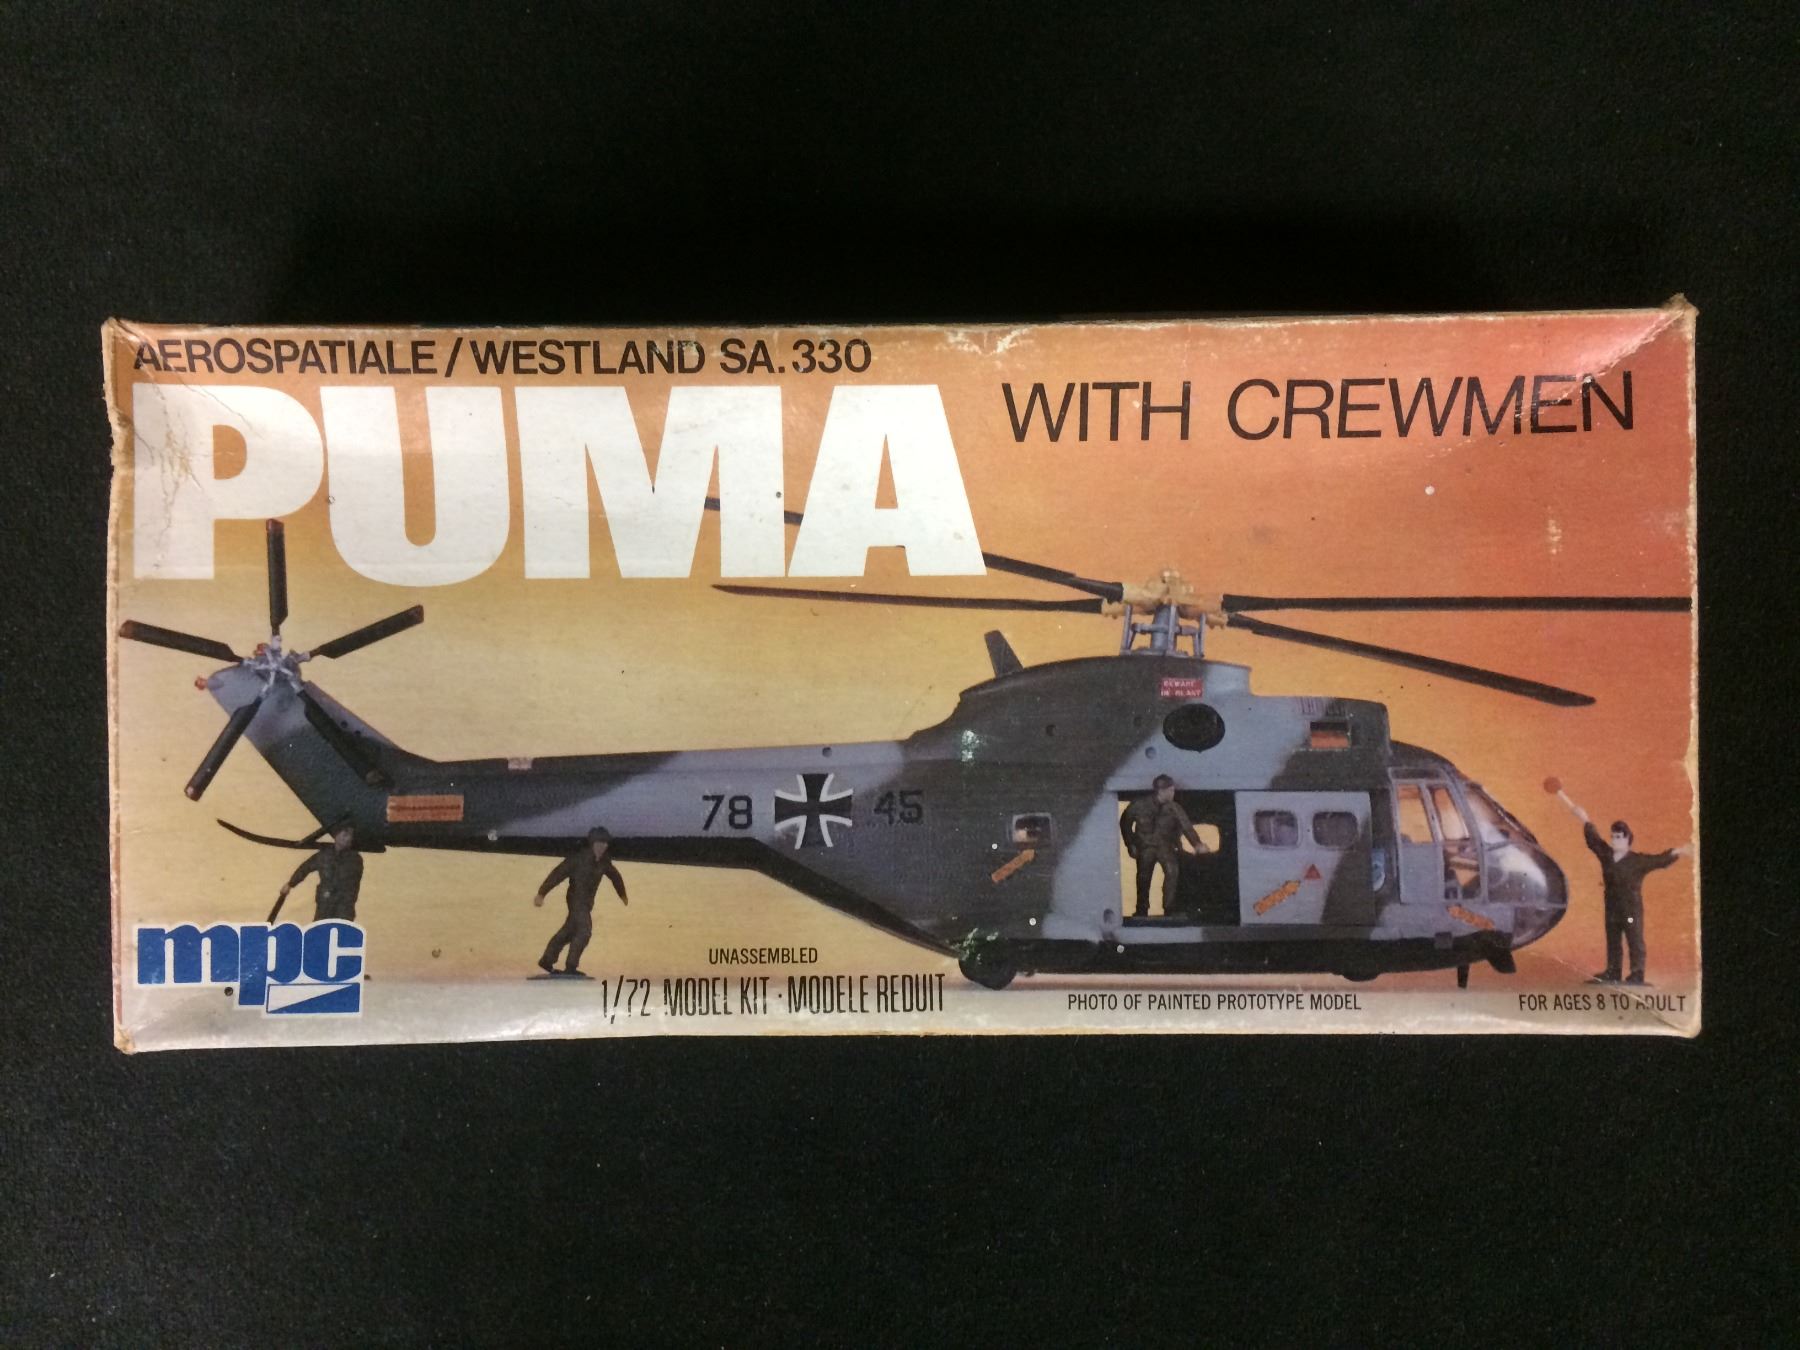 AEROSPATIALE/WESTLAND SA.330
PUMA
WITH CREWMEN
BEWARE
78 45
mpc
UNASSEMBLED
1/72 MODEL KIT · MODELE REDUIT
PHOTO OF PAINTED PROTOTYPE MODEL
FOR AGES 8 TO ADULT